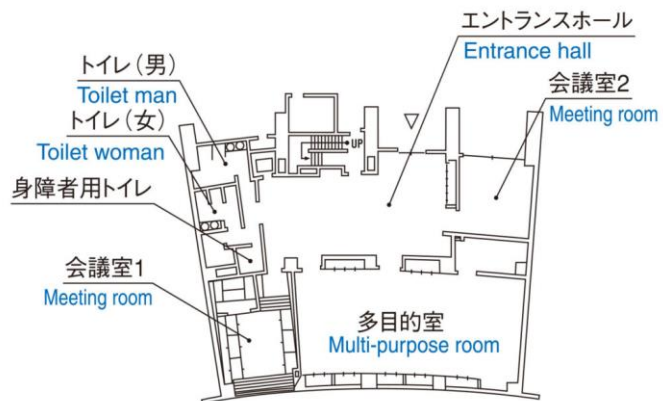 エントランスホール
Entrance hall
トイレ（男）
Toilet man
会議室2
Meeting room
トイレ（女）
Toilet woman
UP
身障者用トイレ
会議室1
Meeting room
多目的室
Multi-purpose room